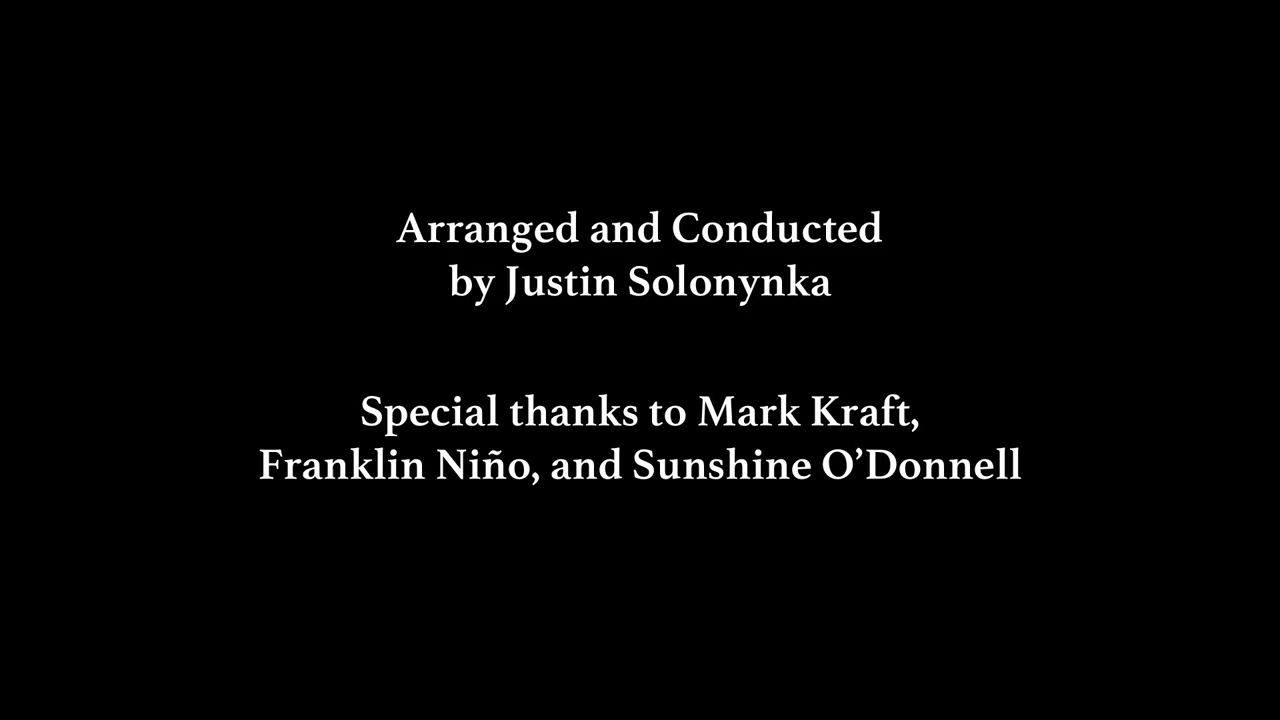 Arranged and Conducted
by Justin Solonynka
Special thanks to Mark Kraft,
Franklin Niño, and Sunshine O’Donnell